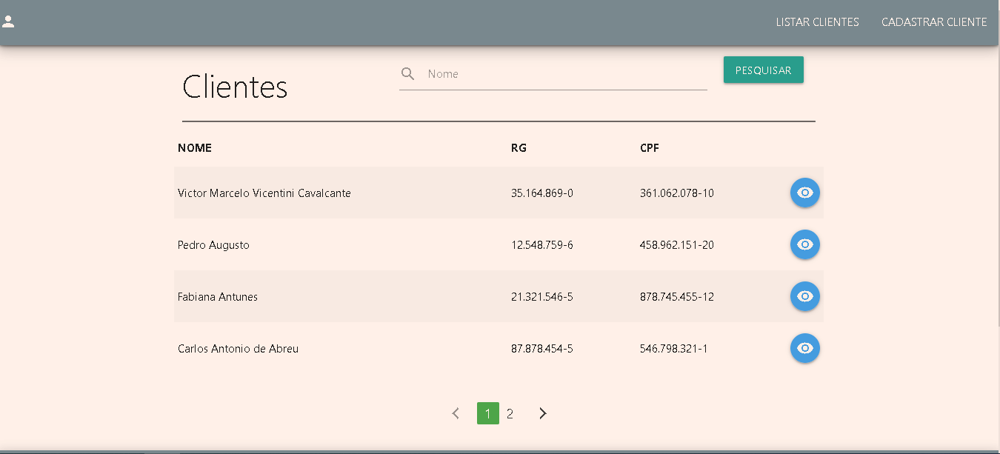 LISTAR CLIENTES CADASTRAR CLIENTE
Clientes
Nome
PESQUISAR
NOME RG CPF
Victor Marcelo Vicentini Cavalcante 35.164.869-0 361.062.078-10
Pedro Augusto 12.548.759-6 458.962.151-20
Fabiana Antunes 21.321.546-5 878.745.455-12
Carlos Antonio de Abreu 87.878.454-5 546.798.321-1
1 2